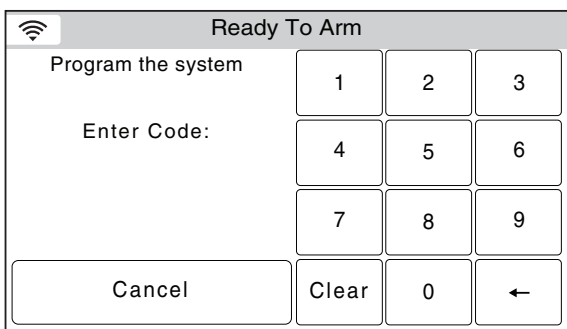 Ready To Arm
Program the system
Enter Code:
1 2 3
4 5 6
7 8 9
Cancel Clear 0 ←